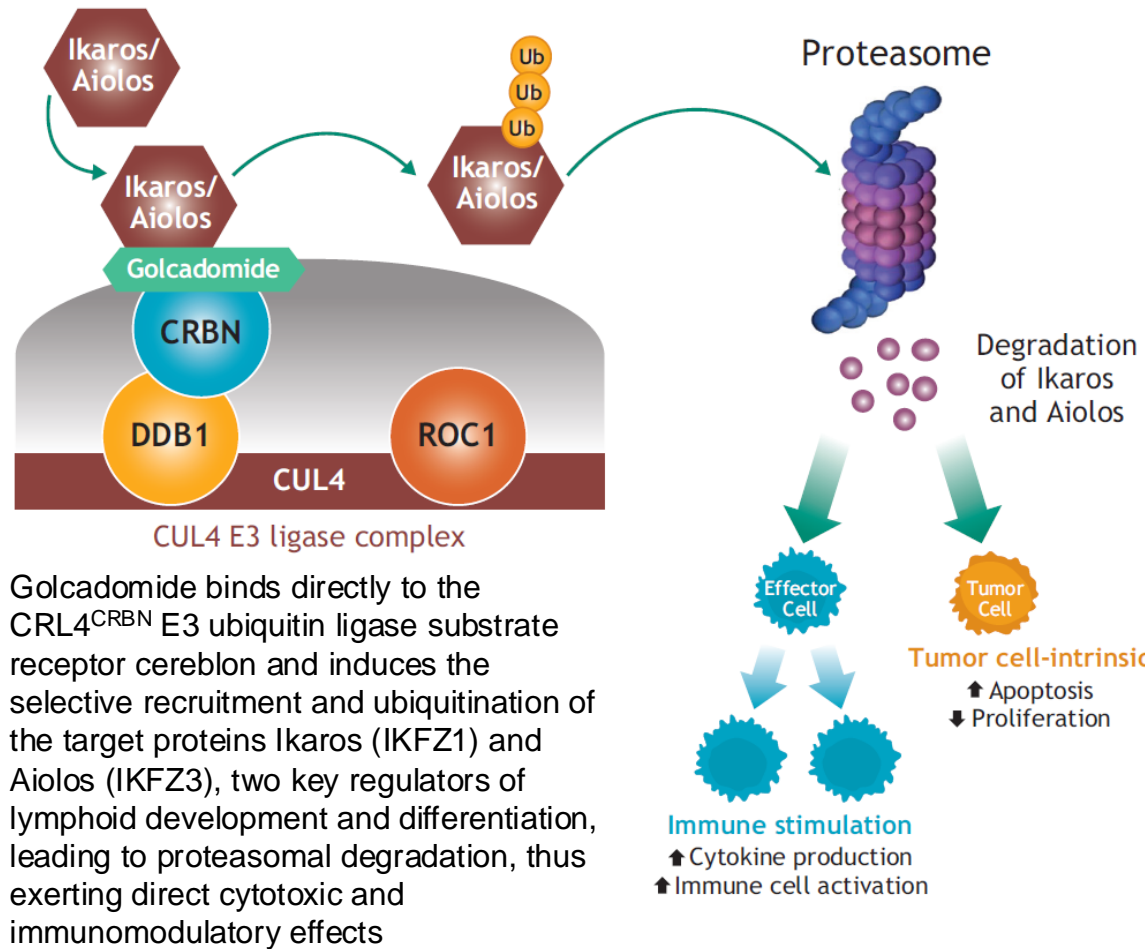 Ikaros/
Aiolos
Ikaros/
Aiolos
Golcadomide
CRBN
DDB1
ROC1
CUL4
CUL4 E3 ligase complex
Ub
Ub
Ub
Ikaros/
Aiolos
Proteasome
Degradation
of Ikaros
and Aiolos
Effector
Cell
Tumor
Cell
Tumor cell-intrinsic
⬆ Apoptosis
⬇ Proliferation
Immune stimulation
⬆ Cytokine production
⬆ Immune cell activation
Golcadomide binds directly to the
CRL4CRBN E3 ubiquitin ligase substrate
receptor cereblon and induces the
selective recruitment and ubiquitination of
the target proteins Ikaros (IKFZ1) and
Aiolos (IKFZ3), two key regulators of
lymphoid development and differentiation,
leading to proteasomal degradation, thus
exerting direct cytotoxic and
immunomodulatory effects